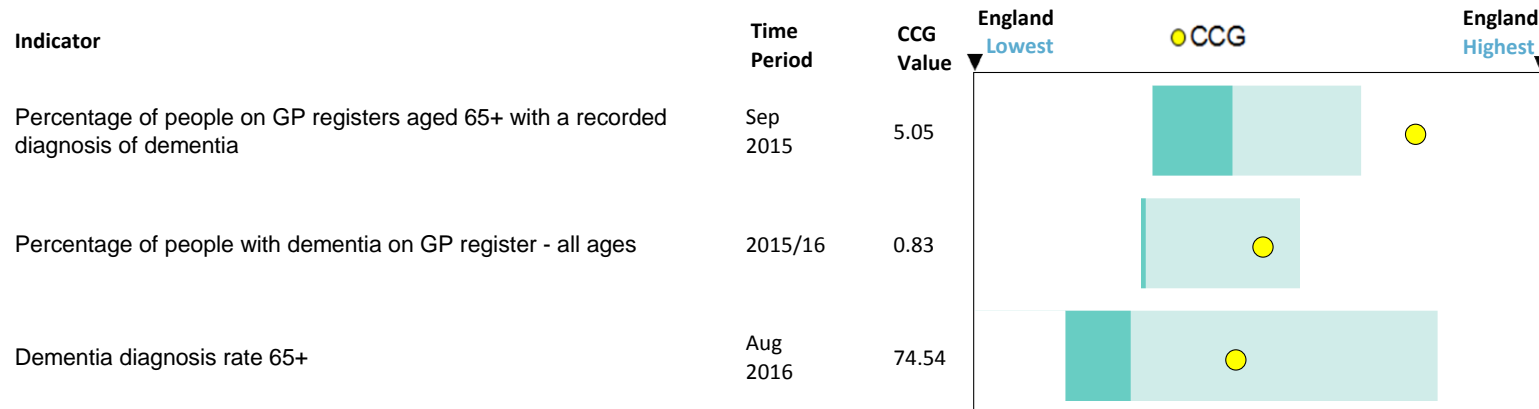 Indicator
Time
Period
CCG
Value
England
Lowest
CCG
England
Highest
Percentage of people on GP registers aged 65+ with a recorded
diagnosis of dementia
Sep
2015
5.05
Percentage of people with dementia on GP register - all ages
2015/16
0.83
Dementia diagnosis rate 65+
Aug
2016
74.54